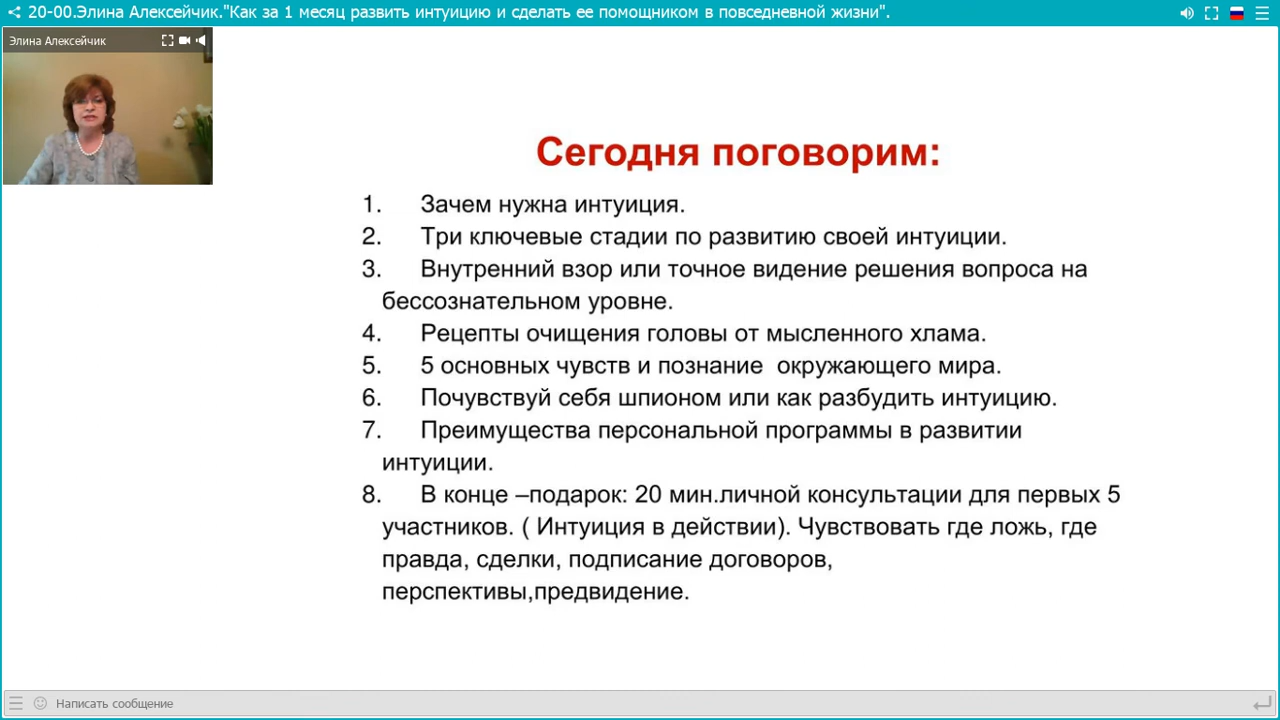 20-00.Элина Алексейчик."Как за 1 месяц развить интуицию и сделать ее помощником в повседневной жизни".
Элина Алексейчик
Сегодня поговорим:
1. Зачем нужна интуиция.
2. Три ключевые стадии по развитию своей интуиции.
3. Внутренний взор или точное видение решения вопроса на
бессознательном уровне.
4. Рецепты очищения головы от мысленного хлама.
5. 5 основных чувств и познание  окружающего мира.
6. Почувствуй себя шпионом или как разбудить интуицию.
7. Преимущества персональной программы в развитии
интуиции.
8. В конце –подарок: 20 мин.личной консультации для первых 5
участников. ( Интуиция в действии). Чувствовать где ложь, где
правда, сделки, подписание договоров,
перспективы,предвидение.
Написать сообщение